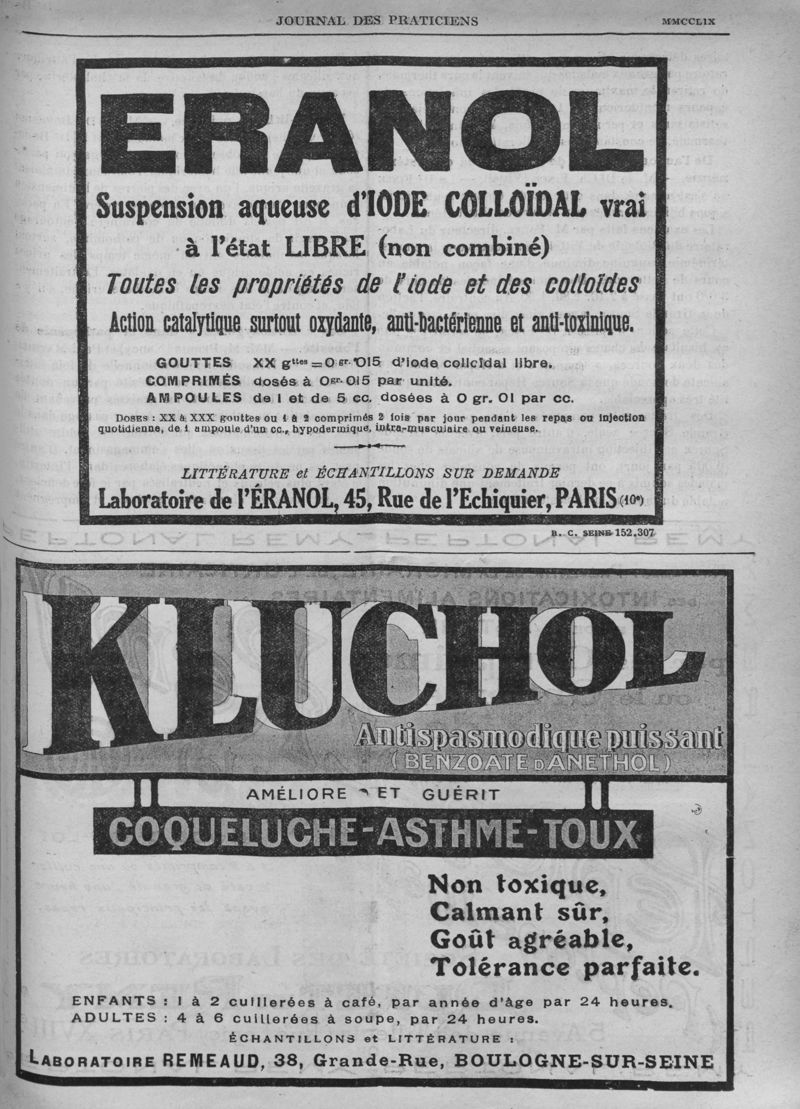 JOURNAL DES PRATICIENS MMCCLIX
ERANOL
Suspension aqueuse d'IODE COLLOÏDAL vrai
à l'état LIBRE (non combiné)
Toutes les propriétés de l'iode et des colloïdes
Action catalytique surtout oxydante, anti-bactérienne et anti-toxinique.
GOUTTES XX gttes = 0 gr. 015 d'iode colloïdal libre.
COMPRIMÉS dosés à 0gr. 015 par unité.
AMPOULES de 1 et de 5 cc. dosées à 0 gr. 01 par cc.
DOSES : XX à XXX gouttes ou 1 à 2 comprimés 2 fois par jour pendant les repas ou injection
quotidienne, de 1 ampoule d'un cc., hypodermique, intra-musculaire ou veineuse.
LITTÉRATURE et ÉCHANTILLONS SUR DEMANDE
Laboratoire de l'ÉRANOL, 45, Rue de l'Echiquier, PARIS (10e)
R. C. SEINE 152.307
KLUCHOL
Antispasmodique puissant
(BENZOATE D'ANETHOL)
AMÉLIORE ET GUÉRIT
COQUELUCHE-ASTHME-TOUX
Non toxique,
Calmant sûr,
Goût agréable,
Tolérance parfaite.
ENFANTS : 1 à 2 cuillerées à café, par année d'âge par 24 heures.
ADULTES : 4 à 6 cuillerées à soupe, par 24 heures.
ÉCHANTILLONS et LITTÉRATURE :
LABORATOIRE REMEAUD, 38, Grande-Rue, BOULOGNE-SUR-SEINE